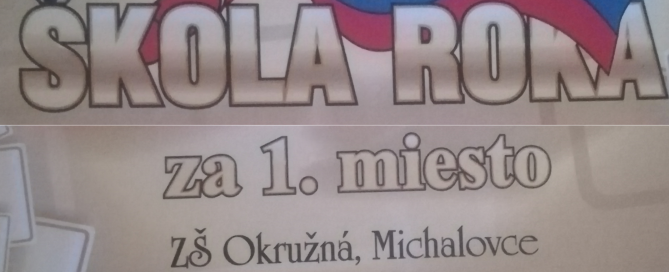 ŠKOLA ROKA
za 1. miesto
ZŠ Okružná, Michalovce